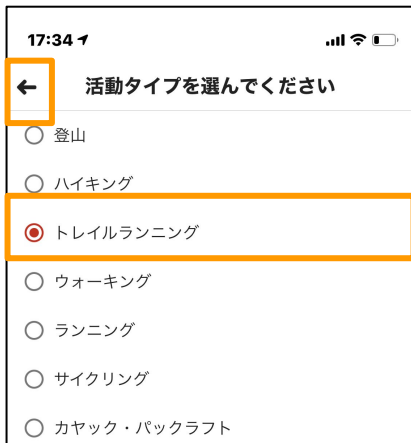 17:34
活動タイプを選んでください
登山
ハイキング
トレイルランニング
ウォーキング
ランニング
サイクリング
カヤック・パックラフト